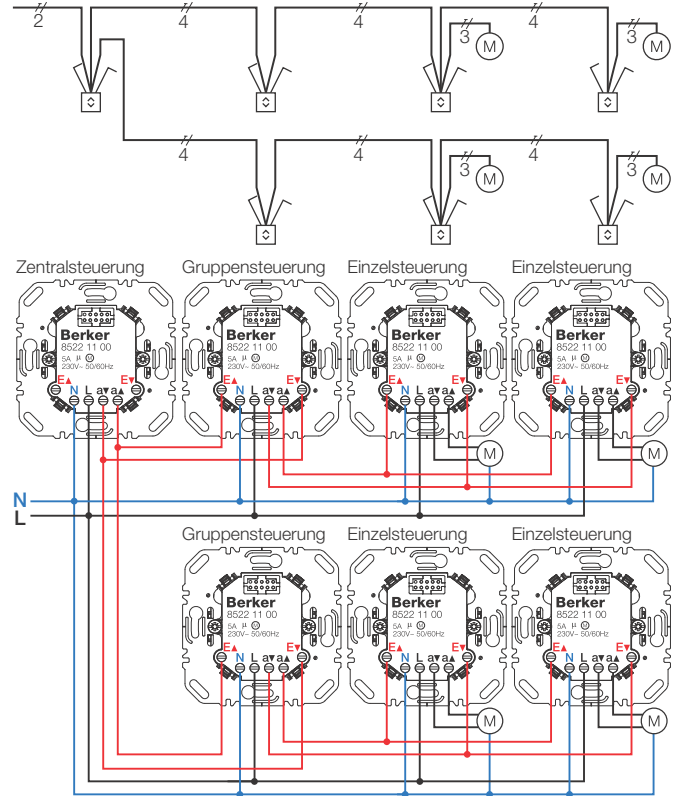 2 4 4 3 M 4 3 M
4 4 3 M 4 3 M
Zentralsteuerung Gruppensteuerung Einzelsteuerung Einzelsteuerung
Berker Berker Berker Berker
8522 11 00 8522 11 00 8522 11 00 8522 11 00
5A µ M 5A µ M 5A µ M 5A µ M
230V~ 50/60Hz 230V~ 50/60Hz 230V~ 50/60Hz 230V~ 50/60Hz
E▲ E▼ E▲ E▼ E▲ E▼ E▲ E▼
N L a▼ a▲ N L a▼ a▲ N L a▼ a▲ N L a▼ a▲
M M
N
L
Gruppensteuerung Einzelsteuerung Einzelsteuerung
Berker Berker Berker
8522 11 00 8522 11 00 8522 11 00
5A µ M 5A µ M 5A µ M
230V~ 50/60Hz 230V~ 50/60Hz 230V~ 50/60Hz
E▲ E▼ E▲ E▼ E▲ E▼
N L a▼ a▲ N L a▼ a▲ N L a▼ a▲
M M